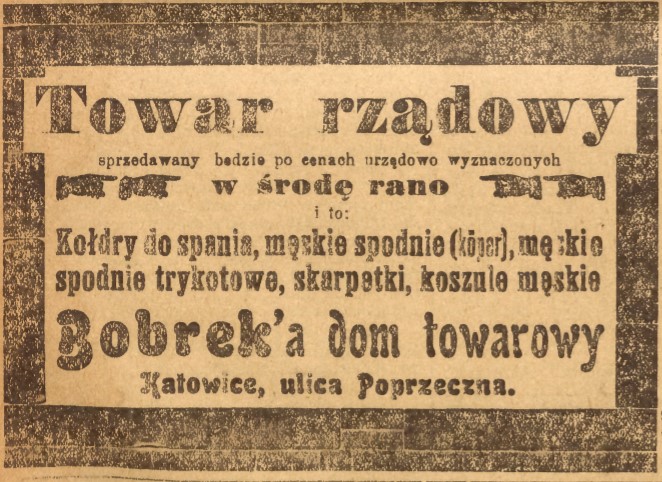 Towar rządowy
sprzedawany bedzie po cenach urzędowo wyznaczonych
w środę rano
i to:
Kołdry do spania, męskie spodnie (köper), męskie
spodnie trykotowe, skarpetki, koszule męskie
Bobrek'a dom towarowy
Katowice, ulica Poprzeczna.